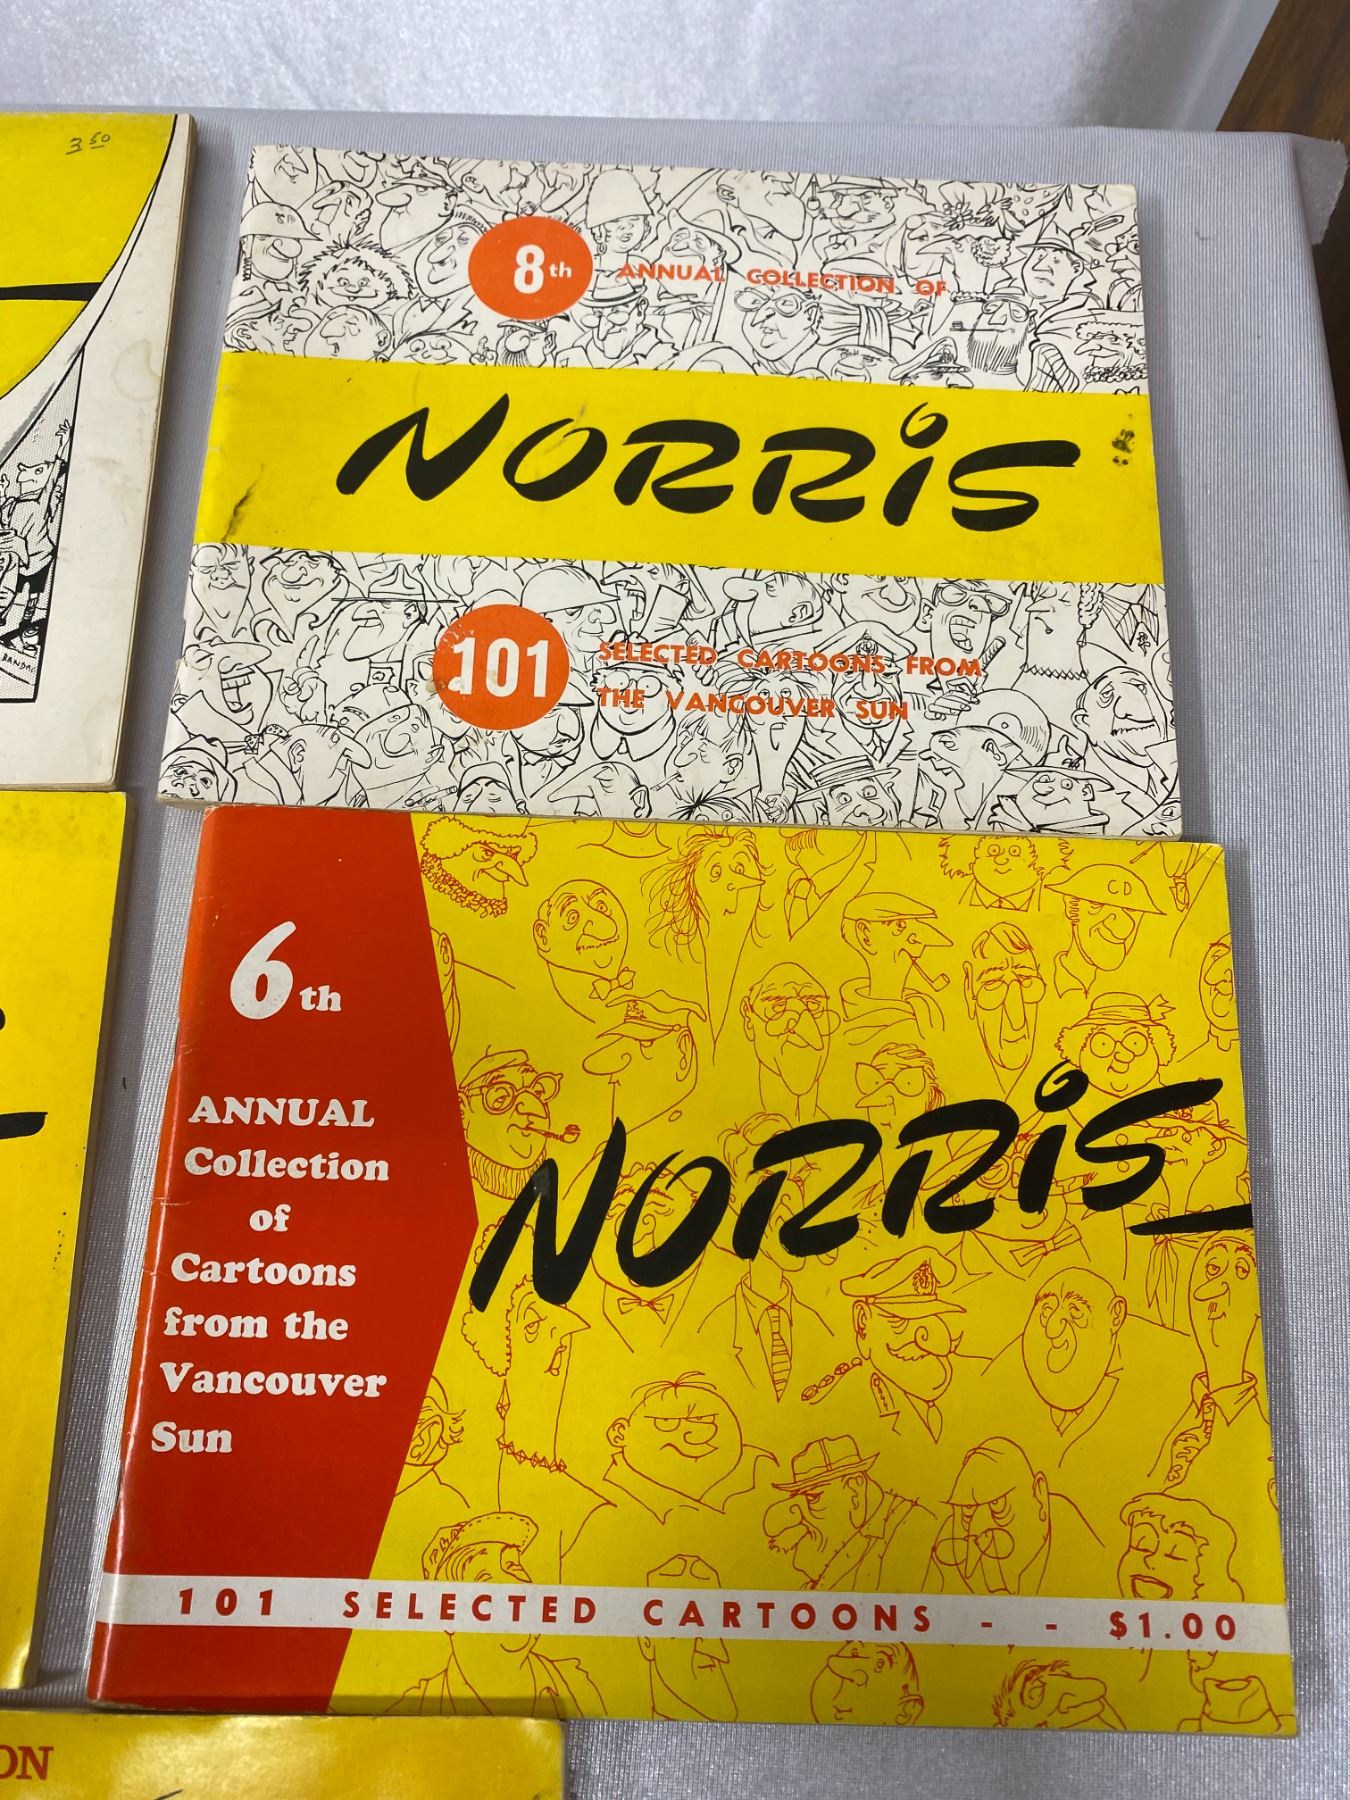 3 50
8th ANNUAL COLLECTION OF
NORRIS
101 SELECTED CARTOONS FROM
THE VANCOUVER SUN
6th
ANNUAL
Collection
of
Cartoons
from the
Vancouver
Sun
CD
NORRIS
101 SELECTED CARTOONS - - $1.00
ON